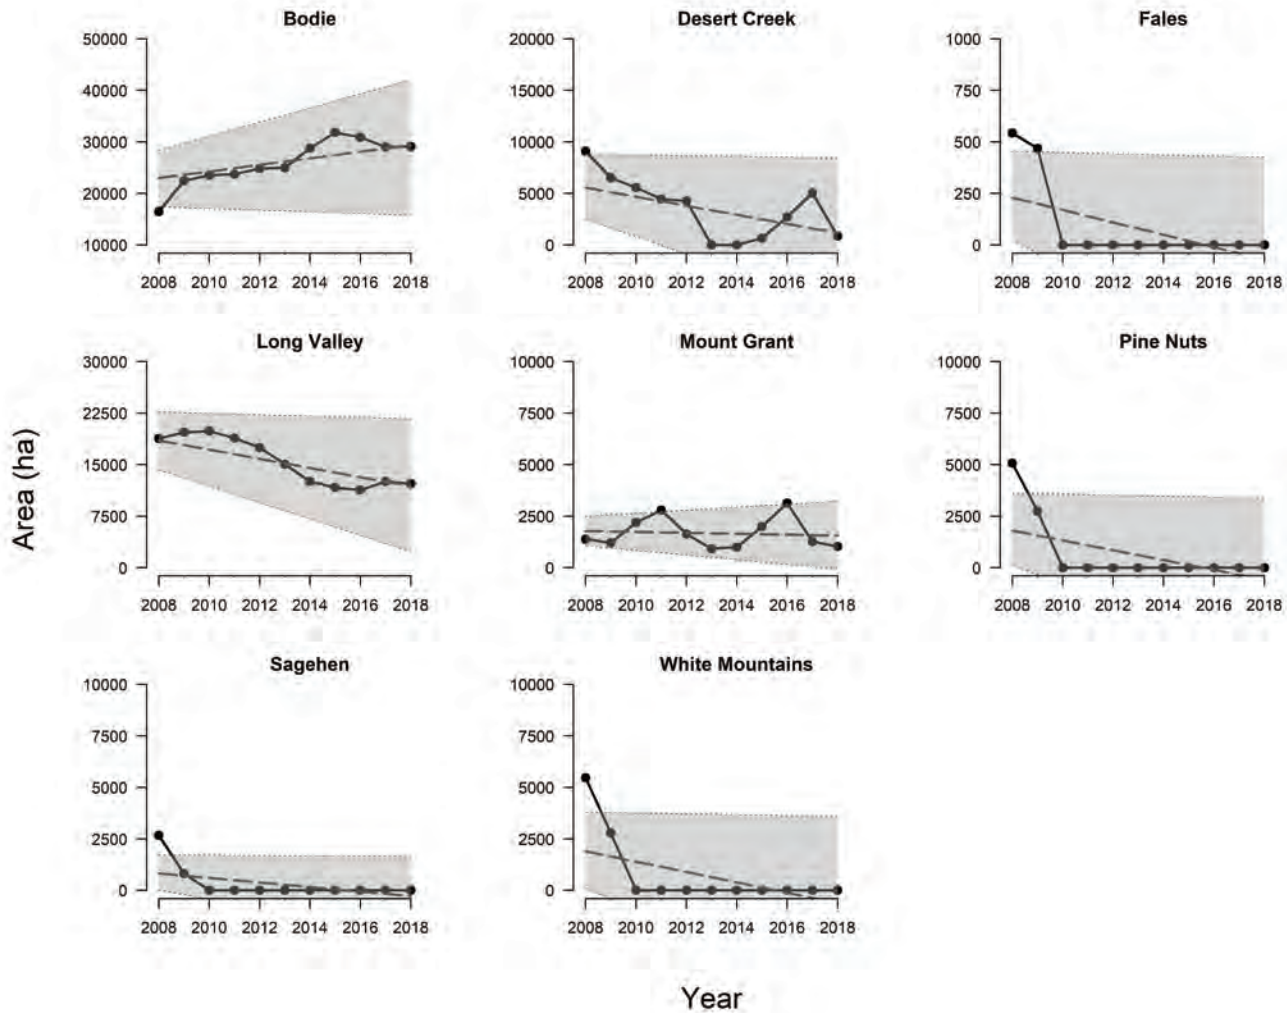 Bodie
50000
40000
30000
20000
10000
2008 2010 2012 2014 2016 2018
Desert Creek
20000
15000
10000
5000
0
2008 2010 2012 2014 2016 2018
Fales
1000
750
500
250
0
2008 2010 2012 2014 2016 2018
Area (ha)
Long Valley
30000
22500
15000
7500
0
2008 2010 2012 2014 2016 2018
Mount Grant
10000
7500
5000
2500
0
2008 2010 2012 2014 2016 2018
Pine Nuts
10000
7500
5000
2500
0
2008 2010 2012 2014 2016 2018
Sagehen
10000
7500
5000
2500
0
2008 2010 2012 2014 2016 2018
White Mountains
10000
7500
5000
2500
0
2008 2010 2012 2014 2016 2018
Year